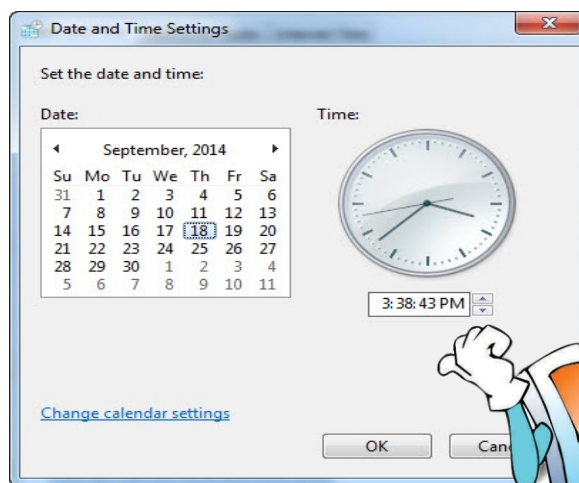 Date and Time Settings
Set the date and time:
Date:
Time:
September, 2014
Su Mo Tu We Th Fr Sa
31 1 2 3 4 5 6
7 8 9 10 11 12 13
14 15 16 17 18 19 20
21 22 23 24 25 26 27
28 29 30 1 2 3 4
5 6 7 8 9 10 11
3:38:43 PM
Change calendar settings
OK